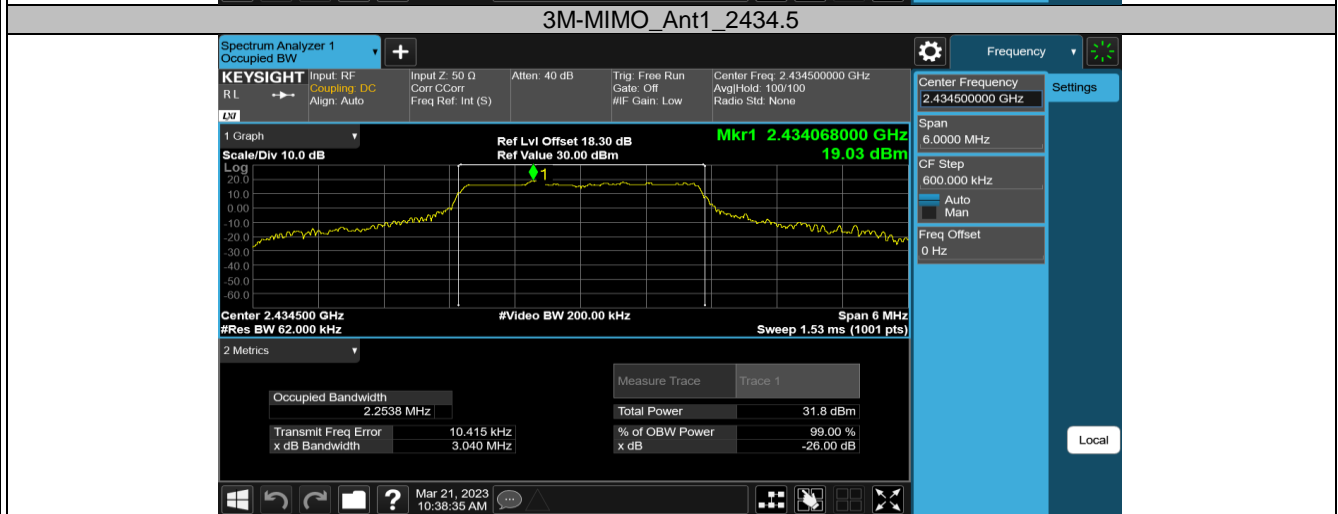 3M-MIMO_Ant1_2434.5
Spectrum Analyzer 1
Occupied BW
Frequency
KEYSIGHT
R L
LXI
Input: RF
Coupling: DC
Align: Auto
Input Z: 50 Ω
Corr CCorr
Freq Ref: Int (S)
Atten: 40 dB
Trig: Free Run
Gate: Off
#IF Gain: Low
Center Freq: 2.434500000 GHz
Avg|Hold: 100/100
Radio Std: None
Center Frequency
2.434500000 GHz
Settings
Span
6.0000 MHz
CF Step
600.000 kHz
Auto
Man
Freq Offset
0 Hz
Local
1 Graph
Scale/Div 10.0 dB
Ref Lvl Offset 18.30 dB
Ref Value 30.00 dBm
Mkr1 2.434068000 GHz
19.03 dBm
Log
20.0
10.0
0.00
-10.0
-20.0
-30.0
-40.0
-50.0
-60.0
1
Center 2.434500 GHz
#Res BW 62.000 kHz
#Video BW 200.00 kHz
Span 6 MHz
Sweep 1.53 ms (1001 pts)
2 Metrics
Measure Trace
Trace 1
Occupied Bandwidth
2.2538 MHz
Total Power
31.8 dBm
Transmit Freq Error
10.415 kHz
% of OBW Power
99.00 %
x dB Bandwidth
3.040 MHz
x dB
-26.00 dB
Mar 21, 2023
10:38:35 AM